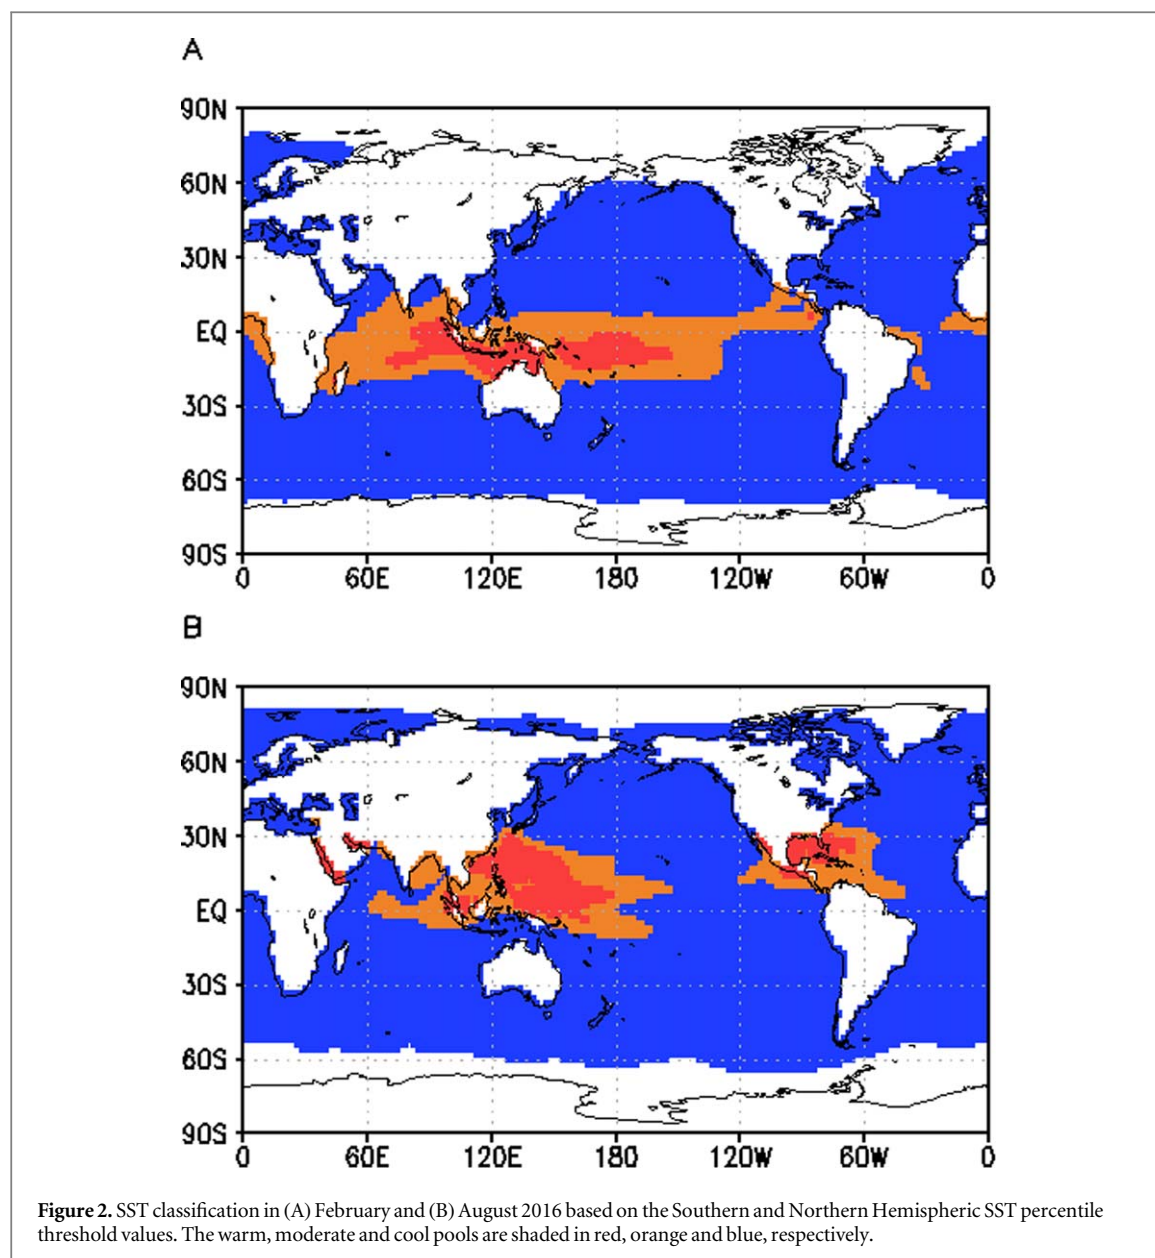 A
90N
60N
30N
EQ
30S
60S
90S
0 60E 120E 180 120W 60W 0
B
90N
60N
30N
EQ
30S
60S
90S
0 60E 120E 180 120W 60W 0
Figure 2. SST classification in (A) February and (B) August 2016 based on the Southern and Northern Hemispheric SST percentile
threshold values. The warm, moderate and cool pools are shaded in red, orange and blue, respectively.